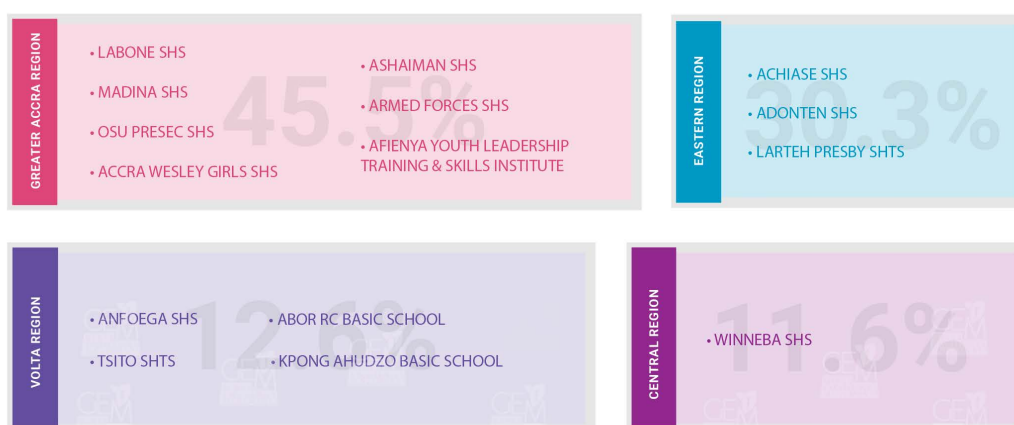 GREATER ACCRA REGION
45.5%
• LABONE SHS
• MADINA SHS
• OSU PRESEC SHS
• ACCRA WESLEY GIRLS SHS
• ASHAIMAN SHS
• ARMED FORCES SHS
• AFIENYA YOUTH LEADERSHIP
TRAINING & SKILLS INSTITUTE
EASTERN REGION
30.3%
• ACHIASE SHS
• ADONTEN SHS
• LARTEH PRESBY SHTS
VOLTA REGION
12.6%
• ANFOEGA SHS
• TSITO SHTS
• ABOR RC BASIC SCHOOL
• KPONG AHUDZO BASIC SCHOOL
CENTRAL REGION
11.6%
• WINNEBA SHS